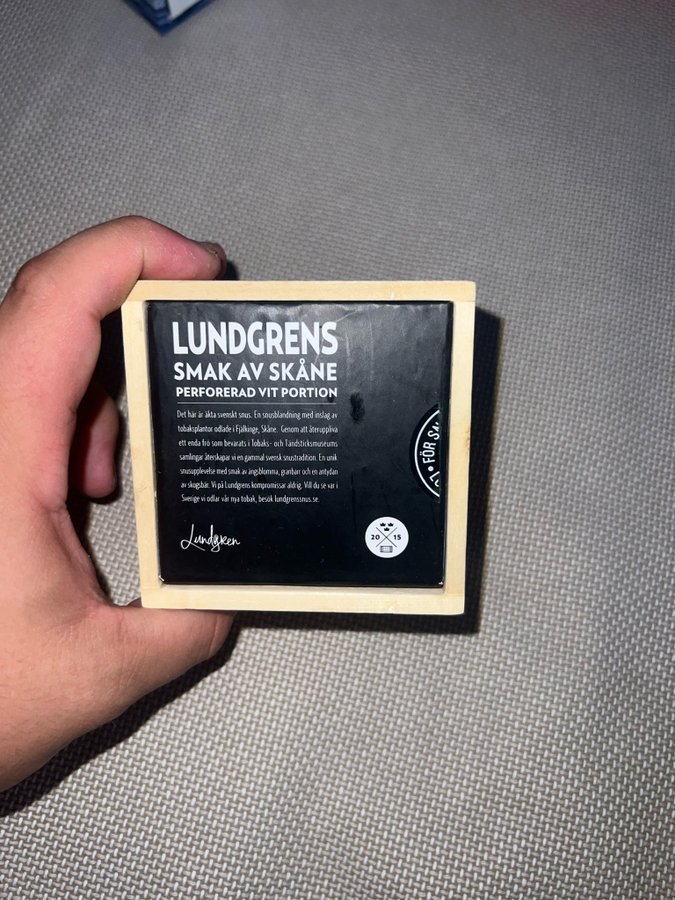 LUNDGRENS
SMAK AV SKÅNE
PERFORERAD VIT PORTION
Det här är äkta svenskt snus. En snusblandning med inslag av
tobaksplantor odlade i Fjälkinge, Skåne. Genom att återuppliva
ett enda frö som bevarats i Tobaks- och Tändsticksmuseums
samlingar återskapar vi en gammal svensk snustradition. En unik
snusupplevelse med smak av ängsblomma, granbarr och en antydan
av skogsbär. Vi på Lundgrens kompromissar aldrig. Vill du se var i
Sverige vi odlar vår nya tobak, besök lundgrenssnus.se.
Lundgren
20 15
FÖR